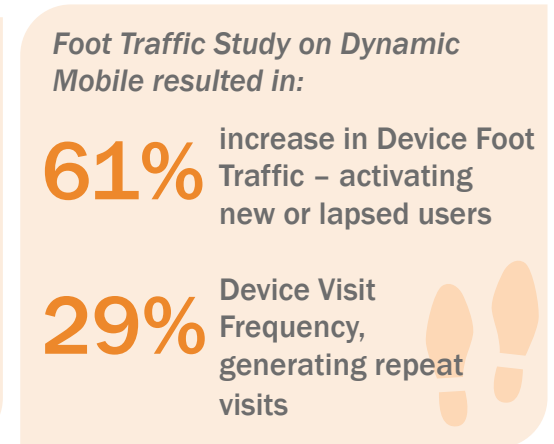 Foot Traffic Study on Dynamic
Mobile resulted in:
61%
increase in Device Foot
Traffic – activating
new or lapsed users
29%
Device Visit
Frequency,
generating repeat
visits